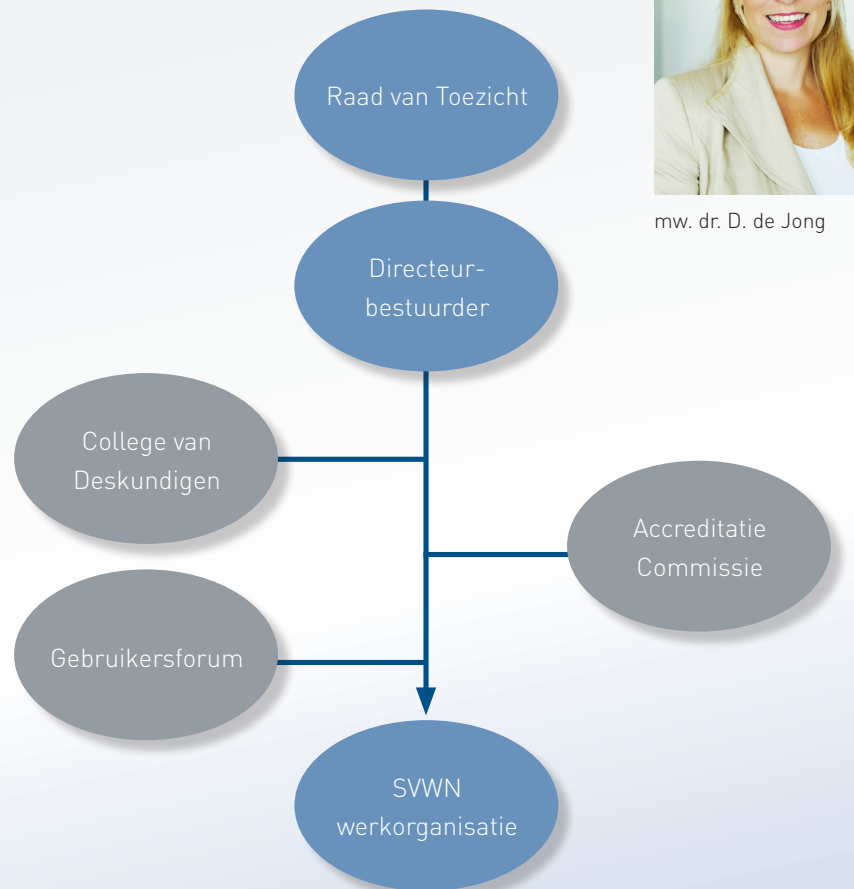 Raad van Toezicht
mw. dr. D. de Jong
Directeur-
bestuurder
College van
Deskundigen
Accreditatie
Commissie
Gebruikersforum
SVWN
werkorganisatie